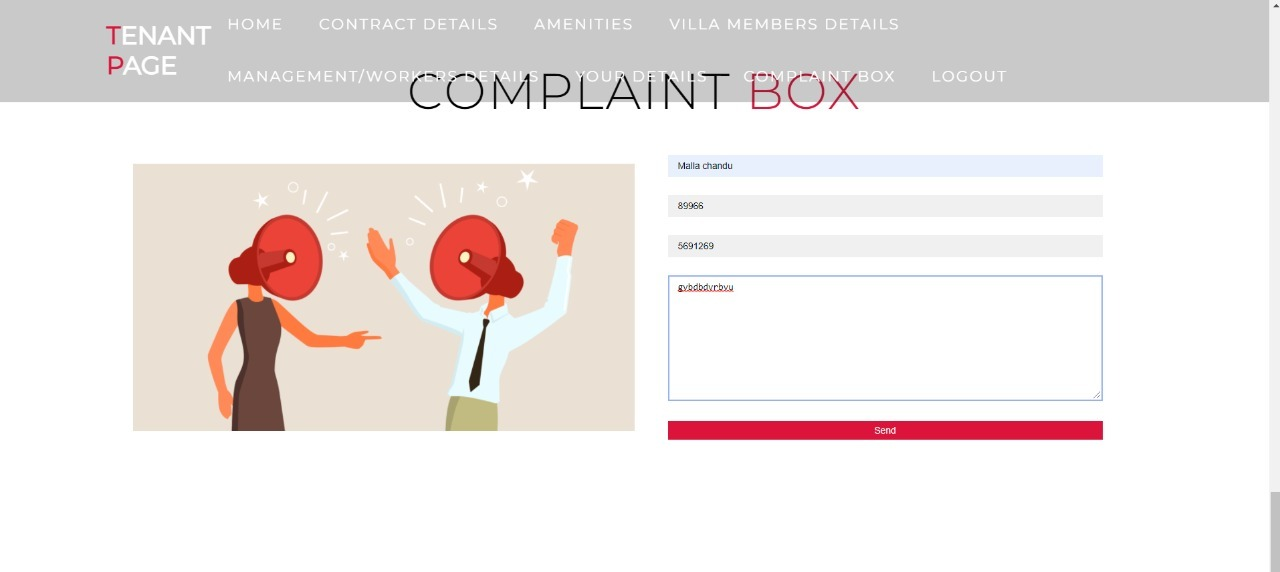 TENANT PAGE
HOME CONTRACT DETAILS AMENITIES VILLA MEMBERS DETAILS
MANAGEMENT/WORKERS DETAILS YOUR DETAILS COMPLAINT BOX LOGOUT
COMPLAINT BOX
Malla chandu
89966
5691269
gvbdbdvnbvu
Send